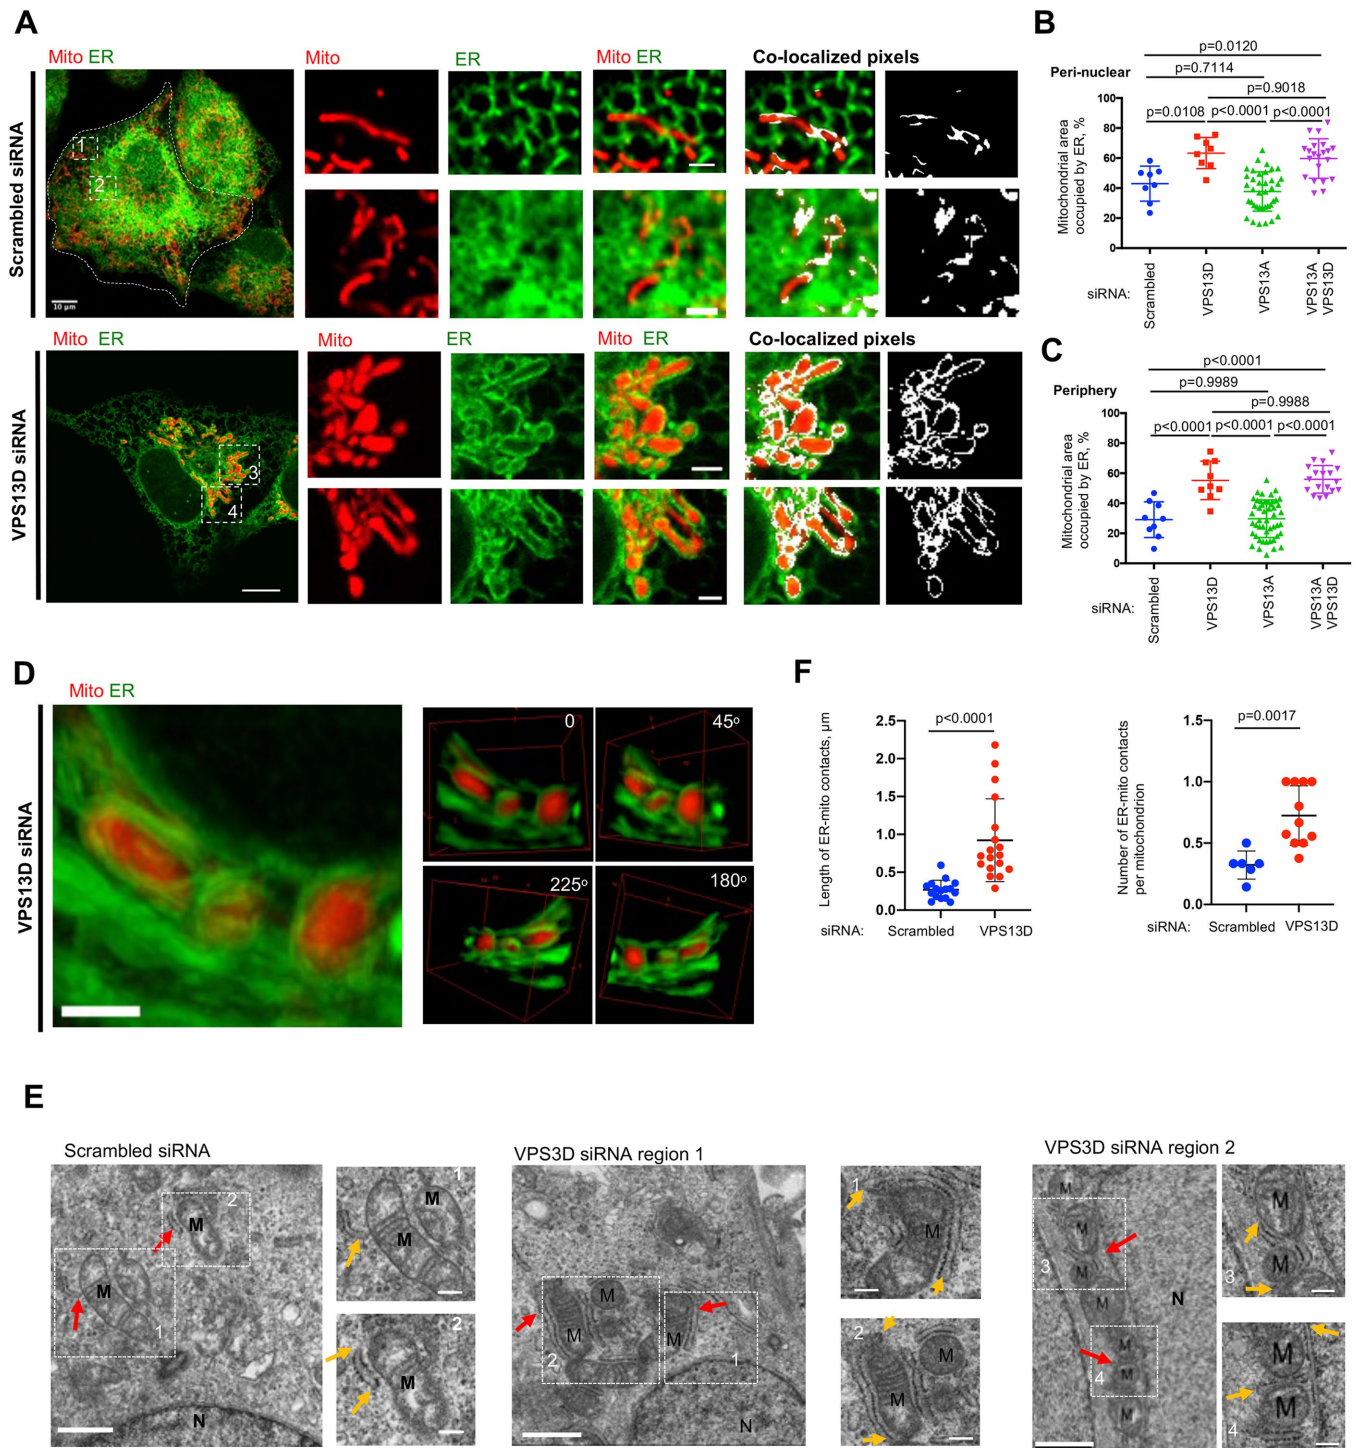 A
Mito ER
Mito
ER
Mito ER
Co-localized pixels
Scrambled siRNA
1
2
10 µm
Mito ER
Mito
ER
Mito ER
Co-localized pixels
VPS13D siRNA
3
4
B
p=0.0120
Peri-nuclear
p=0.7114
p=0.9018
p=0.0108
p<0.0001
p<0.0001
Mitochondrial area
occupied by ER, %
100
80
60
40
20
0
siRNA:
Scrambled
VPS13D
VPS13A
VPS13A
VPS13D
C
p<0.0001
Periphery
p=0.9989
p=0.9988
p<0.0001
p<0.0001
p<0.0001
Mitochondrial area
occupied by ER, %
100
80
60
40
20
0
siRNA:
Scrambled
VPS13D
VPS13A
VPS13A
VPS13D
D
Mito ER
VPS13D siRNA
0
45o
225o
180o
F
p<0.0001
Length of ER-mito contacts, µm
2.5
2.0
1.5
1.0
0.5
0.0
siRNA:
Scrambled
VPS13D
p=0.0017
Number of ER-mito contacts
per mitochondrion
1.5
1.0
0.5
0.0
siRNA:
Scrambled
VPS13D
E
Scrambled siRNA
2
M
M
1
N
1
M
M
2
M
VPS3D siRNA region 1
M
M
M
2
1
N
1
M
2
M
M
VPS3D siRNA region 2
M
M
3
M
M
N
M
4
M
M
M
3
M
M
M
4